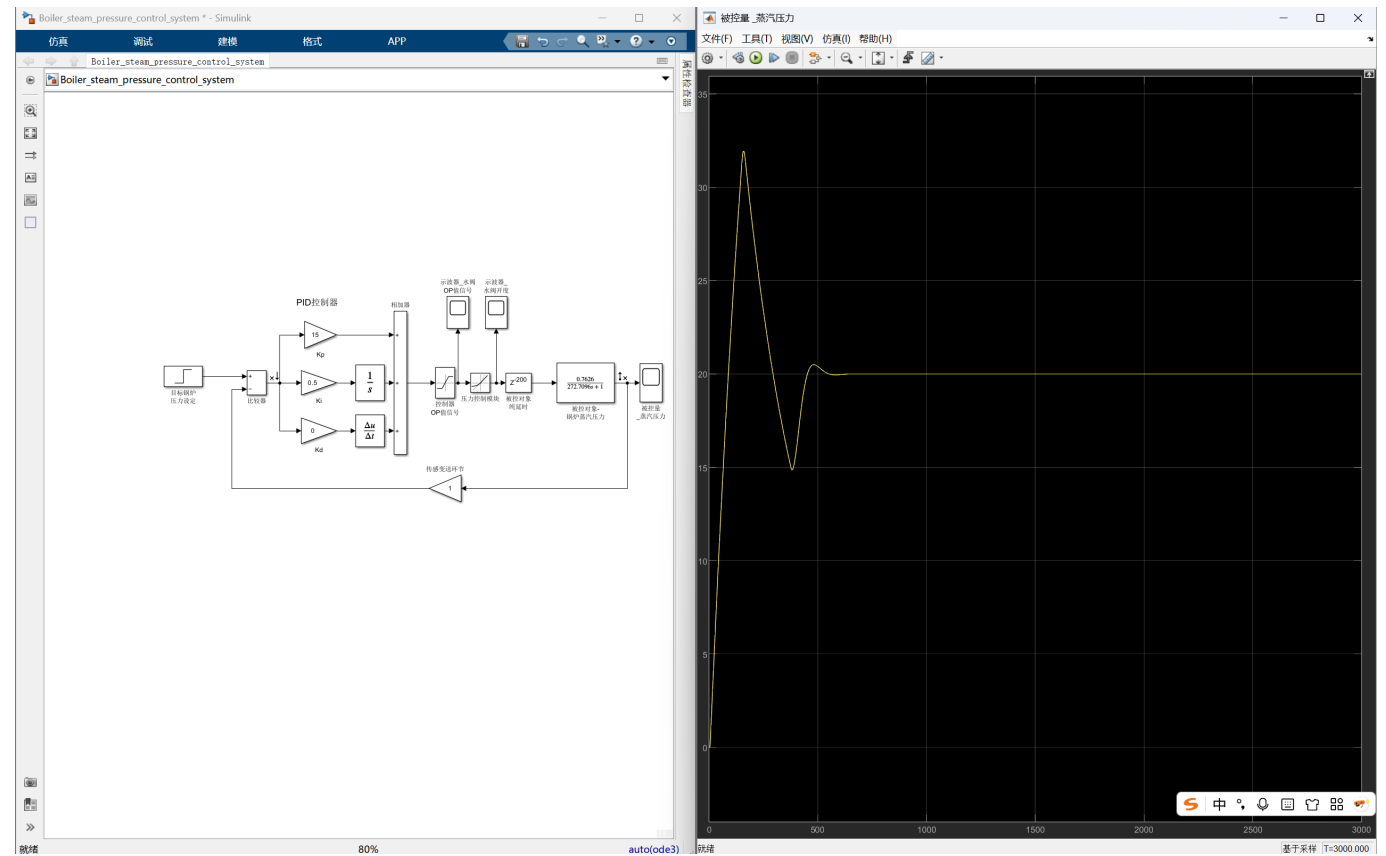 Boiler_steam_pressure_control_system * - Simulink
仿真 调试 建模 格式 APP
Boiler_steam_pressure_control_system
Boiler_steam_pressure_control_system
属性检查器
示波器_水阀
OP值信号
示波器_
水阀开度
PID控制器
相加器
15
Kp
目标锅炉
压力设定
比较器
0.5
Ki
1
s
控制器
OP值信号
压力控制模块
Z-200
被控对象
纯延时
0.7626
272.7096s + 1
被控对象-
锅炉蒸汽压力
被控量
_蒸汽压力
0
Kd
Δu
Δt
传感变送环节
1
就绪 80% auto(ode3)
被控量 _蒸汽压力
文件(F) 工具(T) 视图(V) 仿真(I) 帮助(H)
35
30
25
20
15
10
5
0
0 500 1000 1500 2000 2500 3000
中
就绪 基于采样 T=3000.000